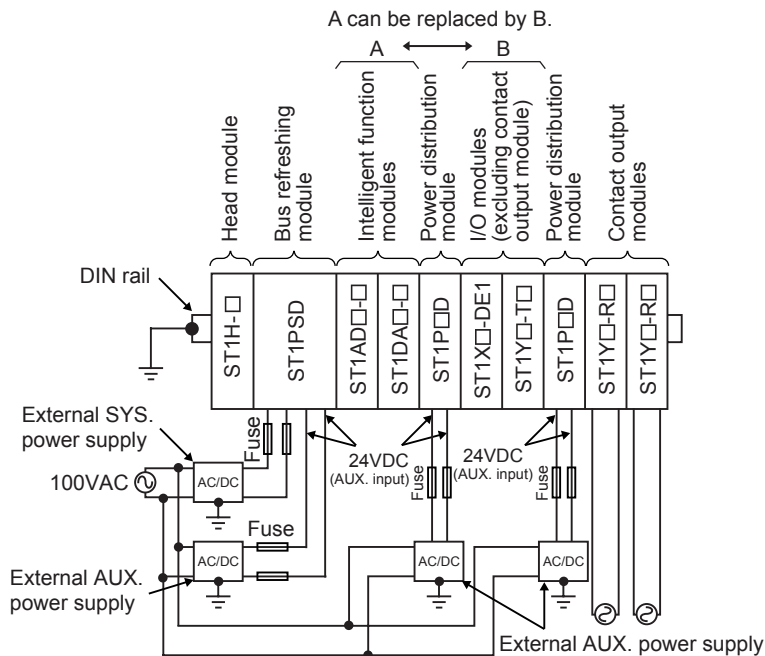 A can be replaced by B.
A
B
Head module
Bus refreshing
module
Intelligent function
modules
Power distribution
module
I/O modules
(excluding contact
output module)
Power distribution
module
Contact output
modules
DIN rail
ST1H-□
ST1PSD
ST1AD□-□
ST1DA□-□
ST1P□D
ST1X□-DE1
ST1Y□-T□
ST1P□D
ST1Y□-R□
ST1Y□-R□
External SYS.
power supply
Fuse
100VAC
AC/DC
24VDC
(AUX. input)
Fuse
24VDC
(AUX. input)
Fuse
Fuse
AC/DC
AC/DC
AC/DC
External AUX.
power supply
External AUX. power supply